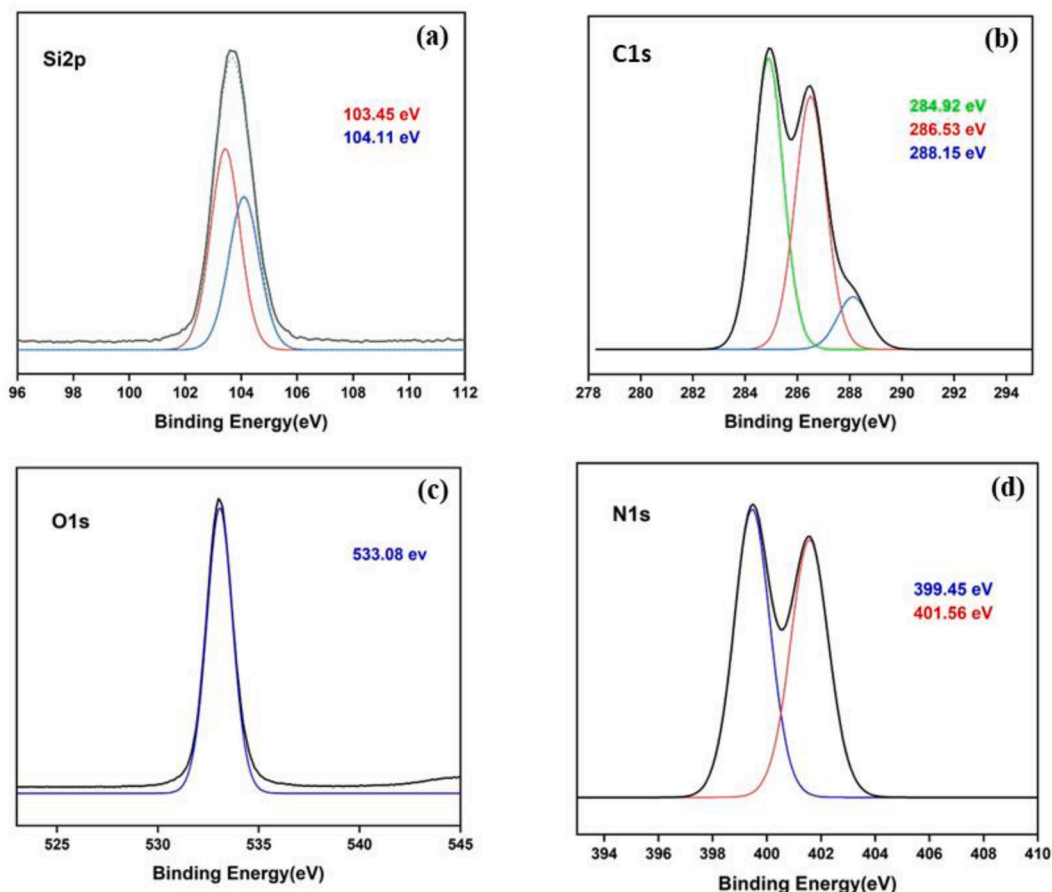 (a)
Si2p
103.45 eV
104.11 eV
96 98 100 102 104 106 108 110 112
Binding Energy(eV)
(b)
C1s
284.92 eV
286.53 eV
288.15 eV
278 280 282 284 286 288 290 292 294
Binding Energy(eV)
(c)
O1s
533.08 ev
525 530 535 540 545
Binding Energy(eV)
(d)
N1s
399.45 eV
401.56 eV
394 396 398 400 402 404 406 408 410
Binding Energy(eV)